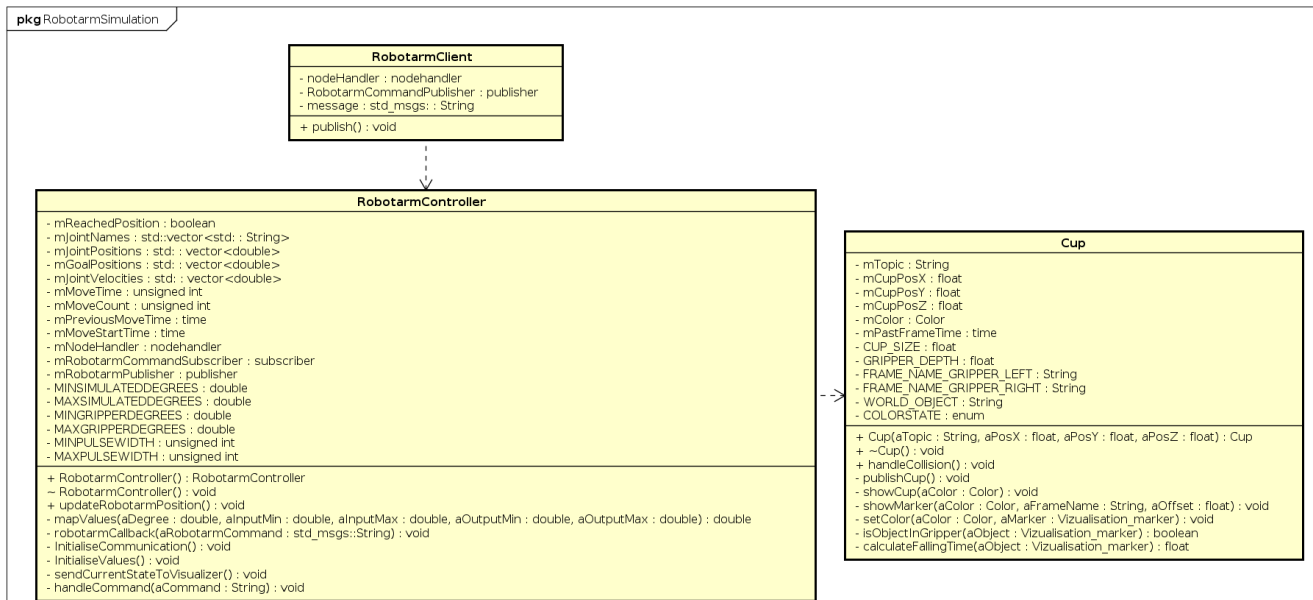 pkg RobotarmSimulation
RobotarmClient
- nodeHandler : nodehandler
- RobotarmCommandPublisher : publisher
- message : std_msgs: : String
+ publish() : void
RobotarmController
- mReachedPosition : boolean
- mJointNames : std::vector<std: : String>
- mJointPositions : std: : vector<double>
- mGoalPositions : std: : vector<double>
- mJointVelocities : std: : vector<double>
- mMoveTime : unsigned int
- mMoveCount : unsigned int
- mPreviousMoveTime : time
- mMoveStartTime : time
- mNodeHandler : nodehandler
- mRobotarmCommandSubscriber : subscriber
- mRobotarmPublisher : publisher
- MINSIMULATEDDEGREES : double
- MAXSIMULATEDDEGREES : double
- MINGRIPPERDEGREES : double
- MAXGRIPPERDEGREES : double
- MINPULSEWIDTH : unsigned int
- MAXPULSEWIDTH : unsigned int
+ RobotarmController() : RobotarmController
~ RobotarmController() : void
+ updateRobotarmPosition() : void
- mapValues(aDegree : double, aInputMin : double, aInputMax : double, aOutputMin : double, aOutputMax : double) : double
- robotarmCallback(aRobotarmCommand : std_msgs::String) : void
- InitialiseCommunication() : void
- InitialiseValues() : void
- sendCurrentStateToVisualizer() : void
- handleCommand(aCommand : String) : void
Cup
- mTopic : String
- mCupPosX : float
- mCupPosY : float
- mCupPosZ : float
- mColor : Color
- mPastFrameTime : time
- CUP_SIZE : float
- GRIPPER_DEPTH : float
- FRAME_NAME_GRIPPER_LEFT : String
- FRAME_NAME_GRIPPER_RIGHT : String
- WORLD_OBJECT : String
- COLORSTATE : enum
+ Cup(aTopic : String, aPosX : float, aPosY : float, aPosZ : float) : Cup
+ ~Cup() : void
+ handleCollision() : void
- publishCup() : void
- showCup(aColor : Color) : void
- showMarker(aColor : Color, aFrameName : String, aOffset : float) : void
- setColor(aColor : Color, aMarker : Vizualisation_marker) : void
- isObjectInGripper(aObject : Vizualisation_marker) : boolean
- calculateFallingTime(aObject : Vizualisation_marker) : float